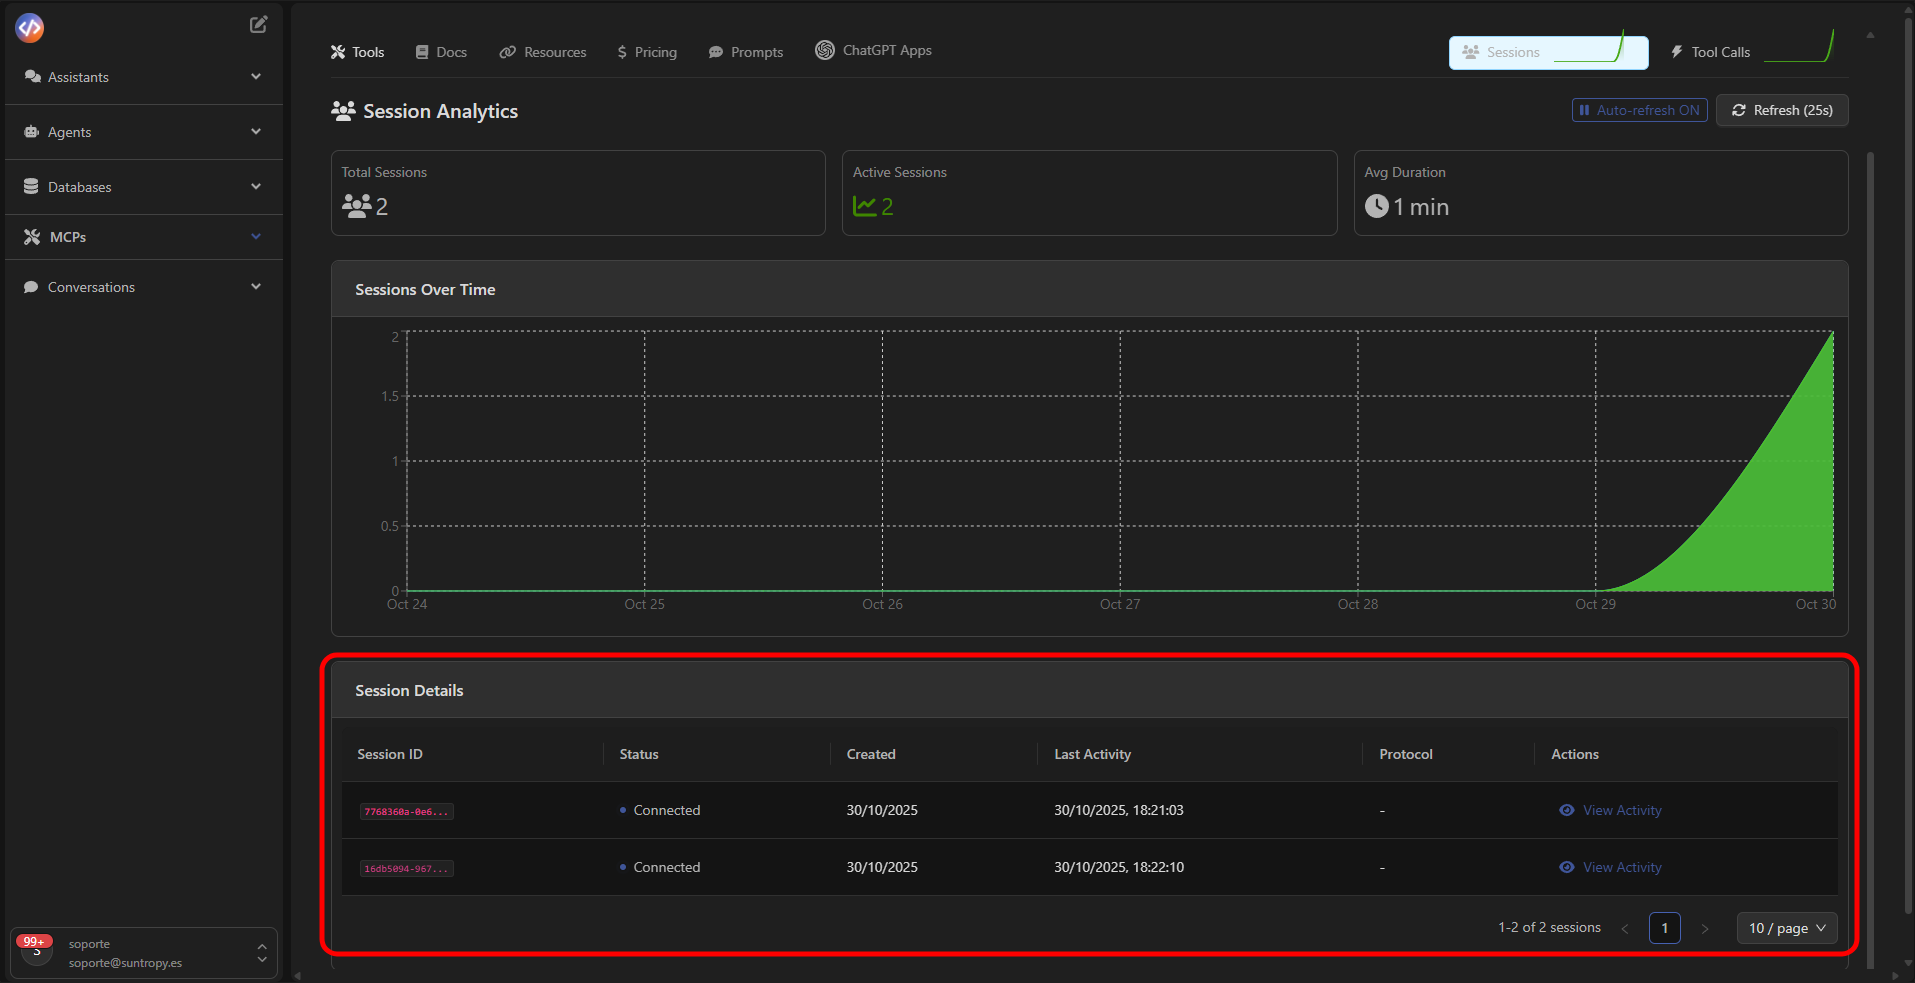 Assistants
Agents
Databases
MCPs
Conversations
99+
S
soporte
soporte@suntropy.es
Tools Docs Resources $ Pricing Prompts ChatGPT Apps Sessions Tool Calls
Session Analytics Auto-refresh ON Refresh (25s)
Total Sessions
2
Active Sessions
2
Avg Duration
1 min
Sessions Over Time
2
1.5
1
0.5
0
Oct 24 Oct 25 Oct 26 Oct 27 Oct 28 Oct 29 Oct 30
Session Details
Session ID Status Created Last Activity Protocol Actions
7768360a-0e6... Connected 30/10/2025 30/10/2025, 18:21:03 - View Activity
16db5094-967... Connected 30/10/2025 30/10/2025, 18:22:10 - View Activity
1-2 of 2 sessions < 1 > 10 / page